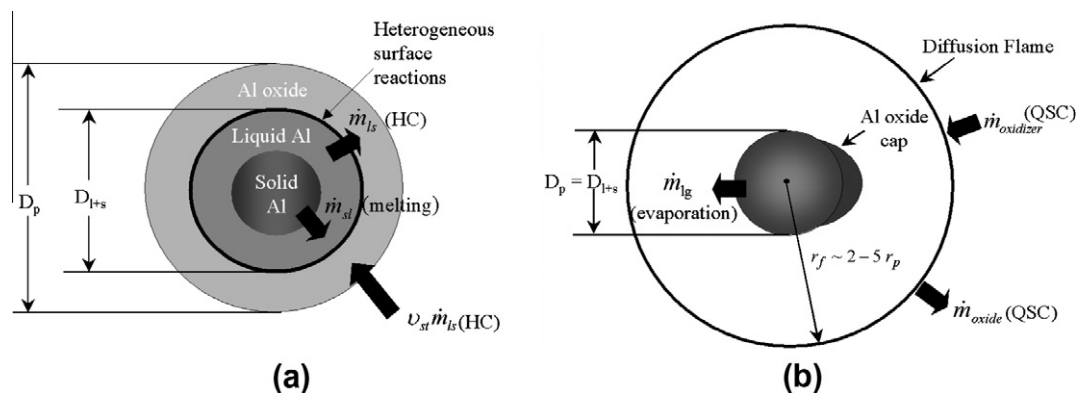 Heterogeneous
surface
reactions
Al oxide
ṁ_ls (HC)
Liquid Al
Solid
Al
ṁ_sl (melting)
D_p
D_l+s
υ_st ṁ_ls (HC)
(a)
Diffusion Flame
ṁ_oxidizer (QSC)
Al oxide
cap
D_p = D_l+s
ṁ_lg
(evaporation)
r_f ~ 2 – 5 r_p
ṁ_oxide (QSC)
(b)